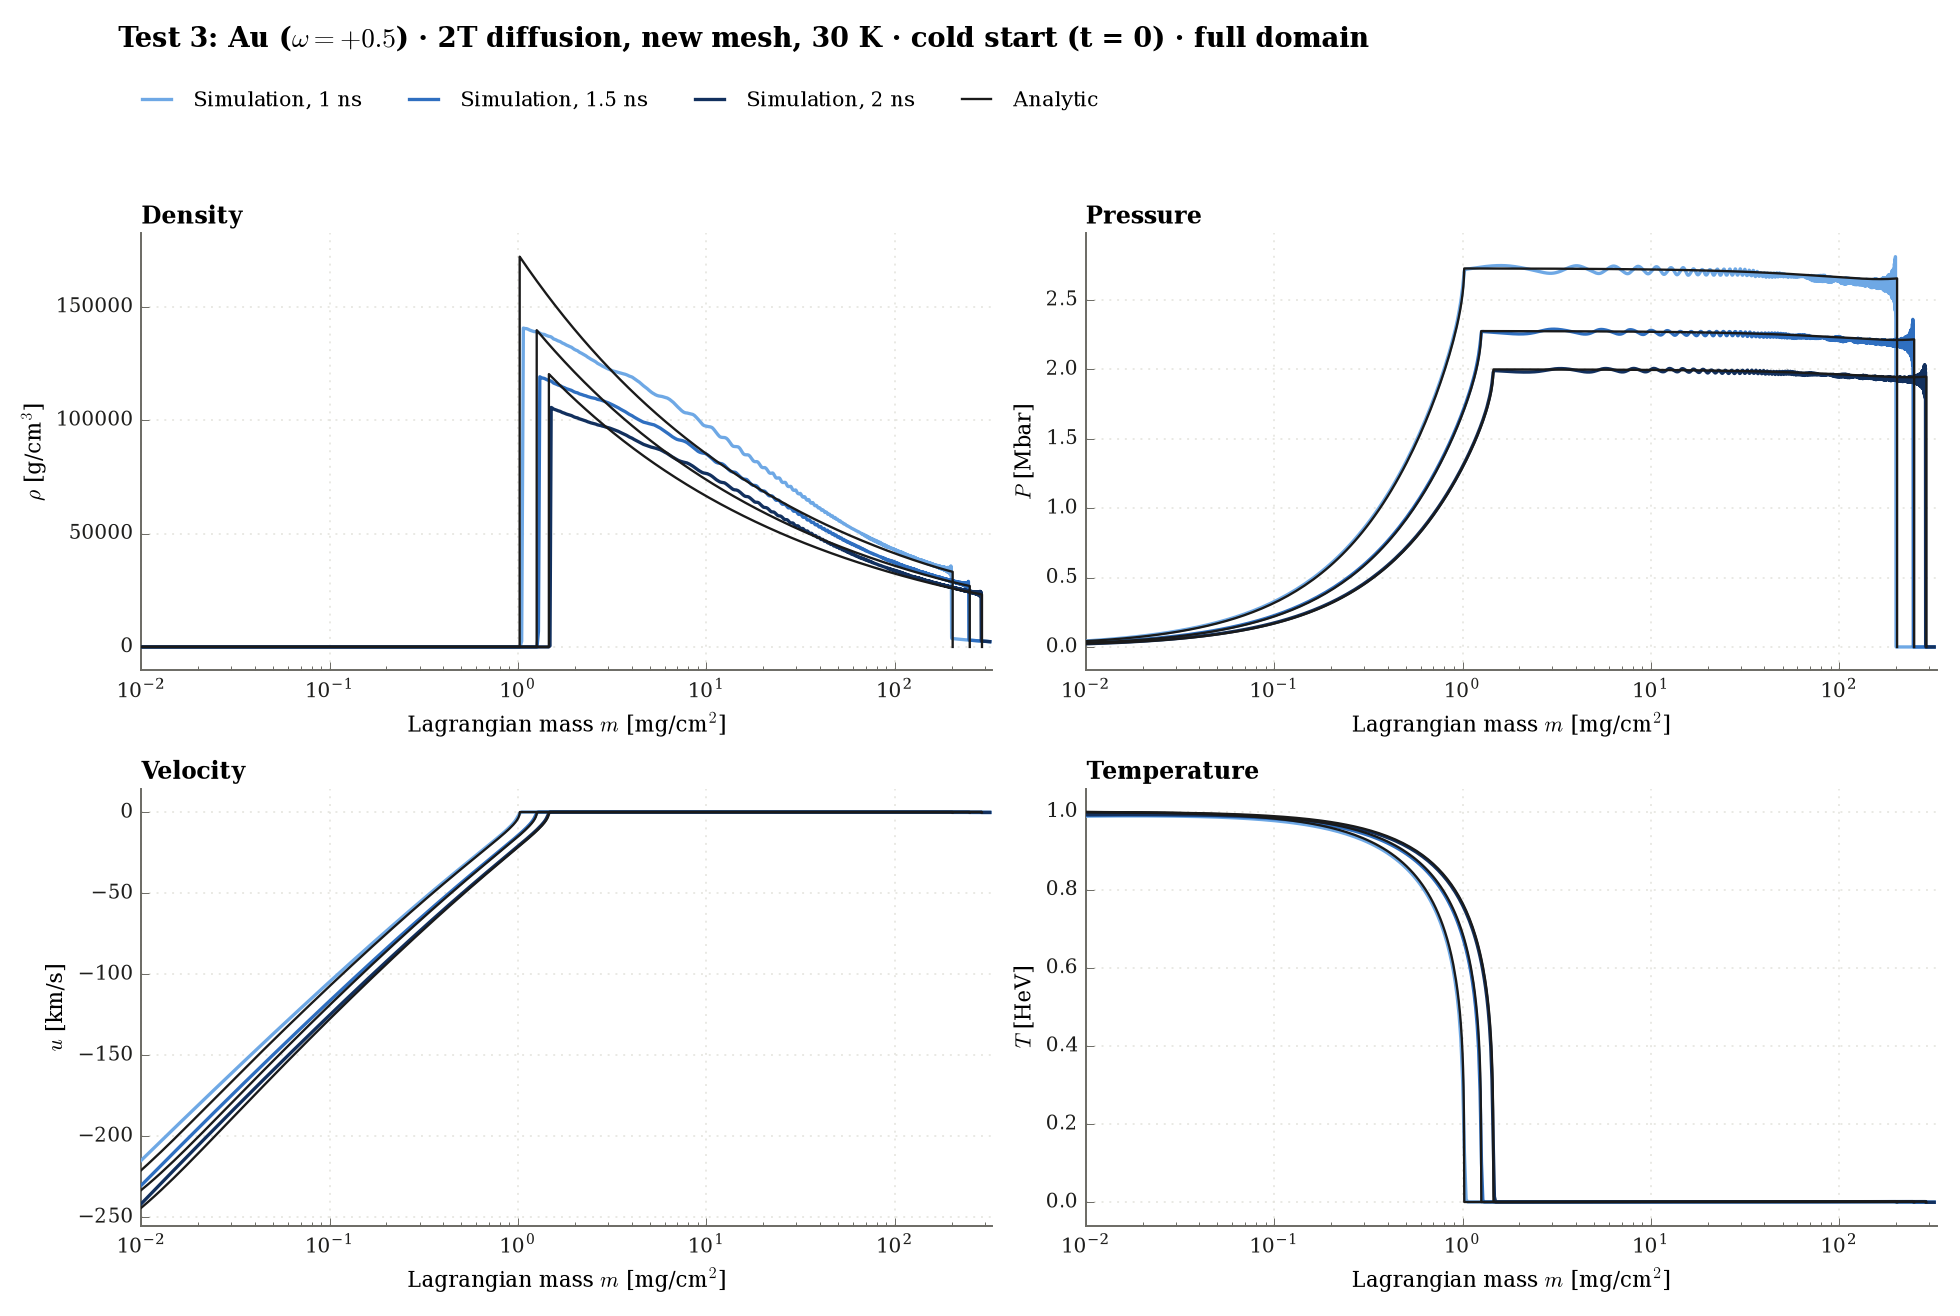 Test 3: Au (ω = +0.5) · 2T diffusion, new mesh, 30 K · cold start (t = 0) · full domain
Simulation, 1 ns Simulation, 1.5 ns Simulation, 2 ns Analytic
Density
ρ [g/cm³]
150000
100000
50000
0
10⁻² 10⁻¹ 10⁰ 10¹ 10²
Lagrangian mass m [mg/cm²]
Pressure
P [Mbar]
2.5
2.0
1.5
1.0
0.5
0.0
10⁻² 10⁻¹ 10⁰ 10¹ 10²
Lagrangian mass m [mg/cm²]
Velocity
u [km/s]
0
−50
−100
−150
−200
−250
10⁻² 10⁻¹ 10⁰ 10¹ 10²
Lagrangian mass m [mg/cm²]
Temperature
T [HeV]
1.0
0.8
0.6
0.4
0.2
0.0
10⁻² 10⁻¹ 10⁰ 10¹ 10²
Lagrangian mass m [mg/cm²]